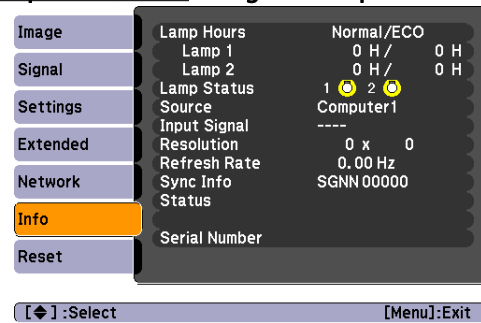 Image
Signal
Settings
Extended
Network
Info
Reset
Lamp Hours Normal/ECO
Lamp 1 0 H / 0 H
Lamp 2 0 H / 0 H
Lamp Status 1 2
Source Computer1
Input Signal ----
Resolution 0 x 0
Refresh Rate 0.00 Hz
Sync Info SGNN 00000
Status
Serial Number
[◆] :Select [Menu]:Exit